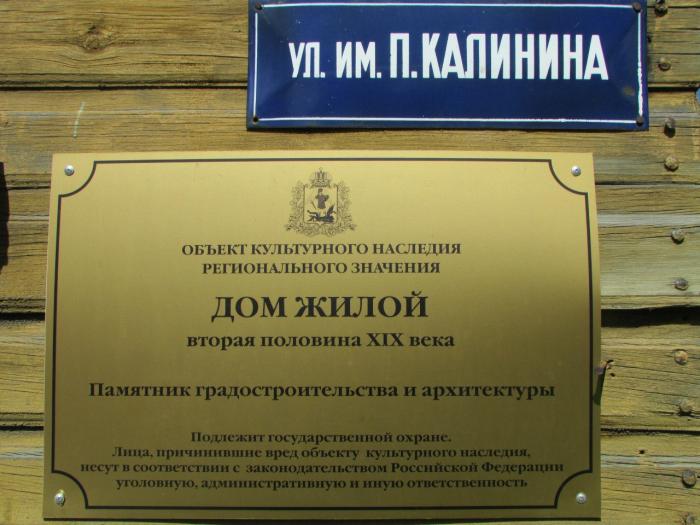 УЛ. ИМ. П. КАЛИНИНА
ОБЪЕКТ КУЛЬТУРНОГО НАСЛЕДИЯ
РЕГИОНАЛЬНОГО ЗНАЧЕНИЯ
ДОМ ЖИЛОЙ
вторая половина XIX века
Памятник градостроительства и архитектуры
Подлежит государственной охране.
Лица, причинившие вред объекту культурного наследия,
несут в соответствии с законодательством Российской Федерации
уголовную, административную и иную ответственность